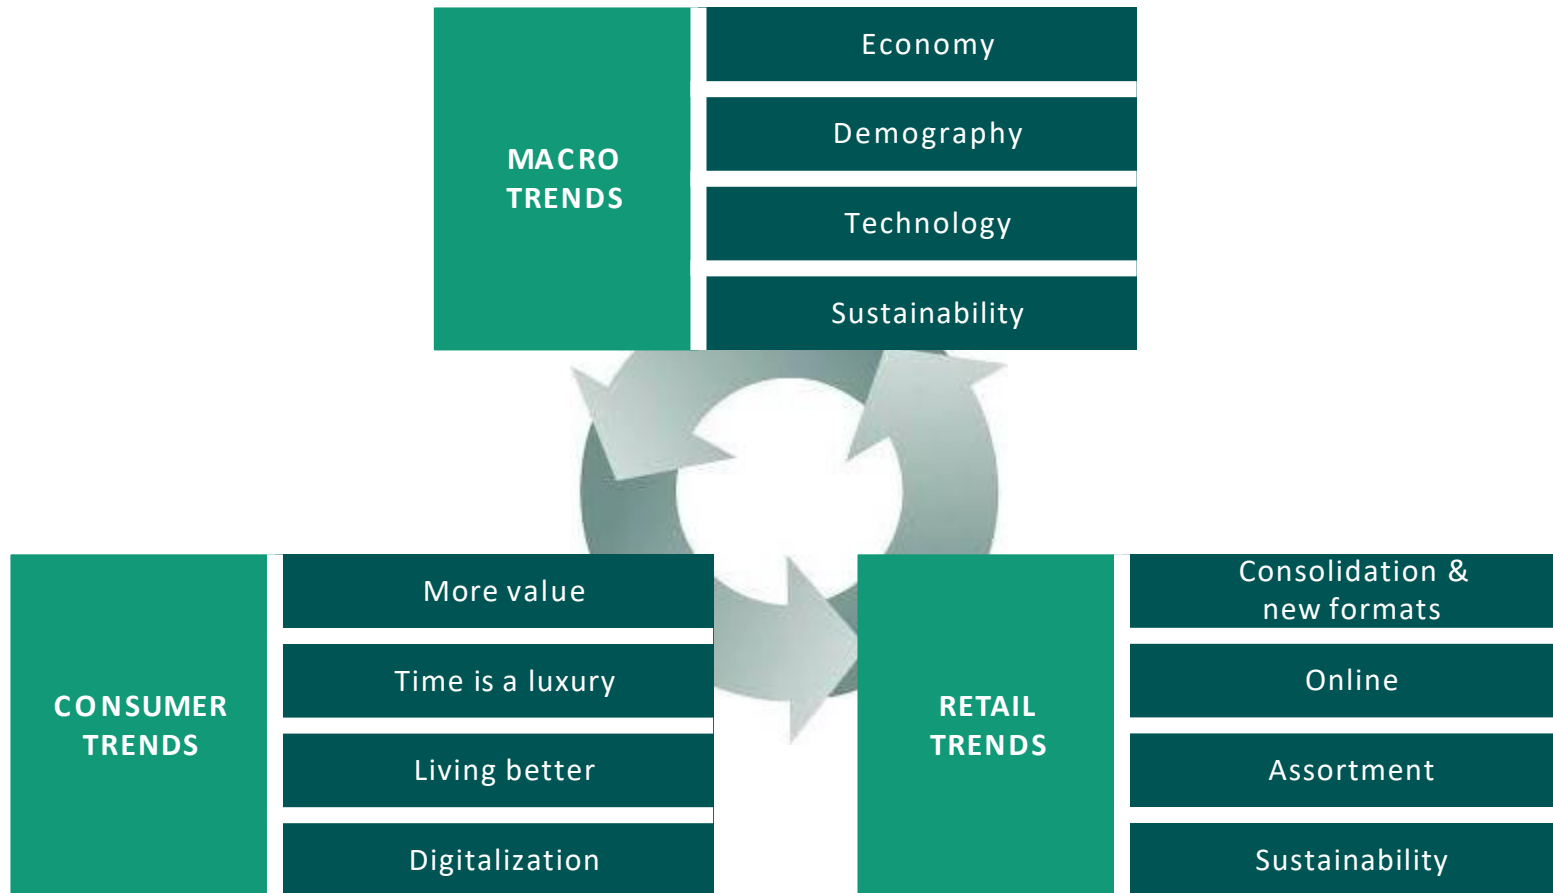 MACRO
TRENDS
Economy
Demography
Technology
Sustainability
CONSUMER
TRENDS
More value
Time is a luxury
Living better
Digitalization
RETAIL
TRENDS
Consolidation &
new formats
Online
Assortment
Sustainability